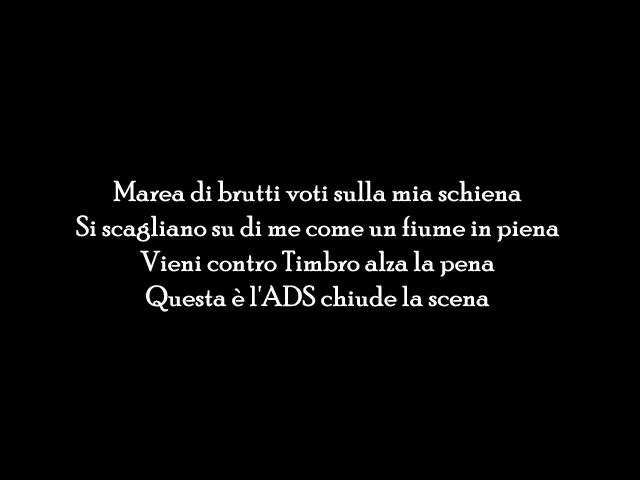 Marea di brutti voti sulla mia schiena
Si scagliano su di me come un fiume in piena
Vieni contro Timbro alza la pena
Questa è l'ADS chiude la scena